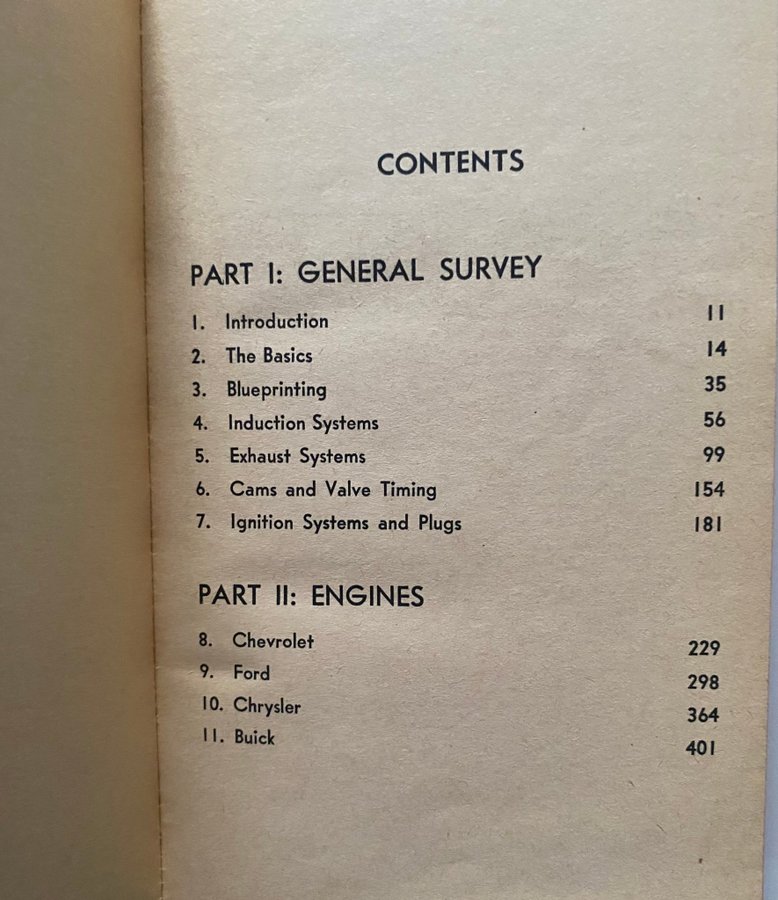 CONTENTS
PART I: GENERAL SURVEY
1. Introduction 11
2. The Basics 14
3. Blueprinting 35
4. Induction Systems 56
5. Exhaust Systems 99
6. Cams and Valve Timing 154
7. Ignition Systems and Plugs 181
PART II: ENGINES
8. Chevrolet 229
9. Ford 298
10. Chrysler 364
11. Buick 401